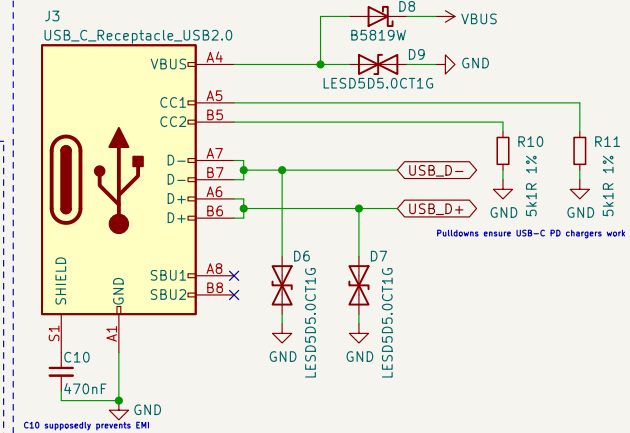 J3
USB_C_Receptacle_USB2.0
D8
VBUS
B5819W
VBUS
A4
D9
GND
LESD5D5.0CT1G
CC1
A5
CC2
B5
R10
5k1R 1%
R11
5k1R 1%
D-
A7
D-
B7
USB_D-
D+
A6
D+
B6
USB_D+
GND
GND
Pulldowns ensure USB-C PD chargers work
D6
LESD5D5.0CT1G
D7
LESD5D5.0CT1G
SBU1
A8
SBU2
B8
SHIELD
GND
S1
A1
GND
GND
C10
470nF
GND
C10 supposedly prevents EMI